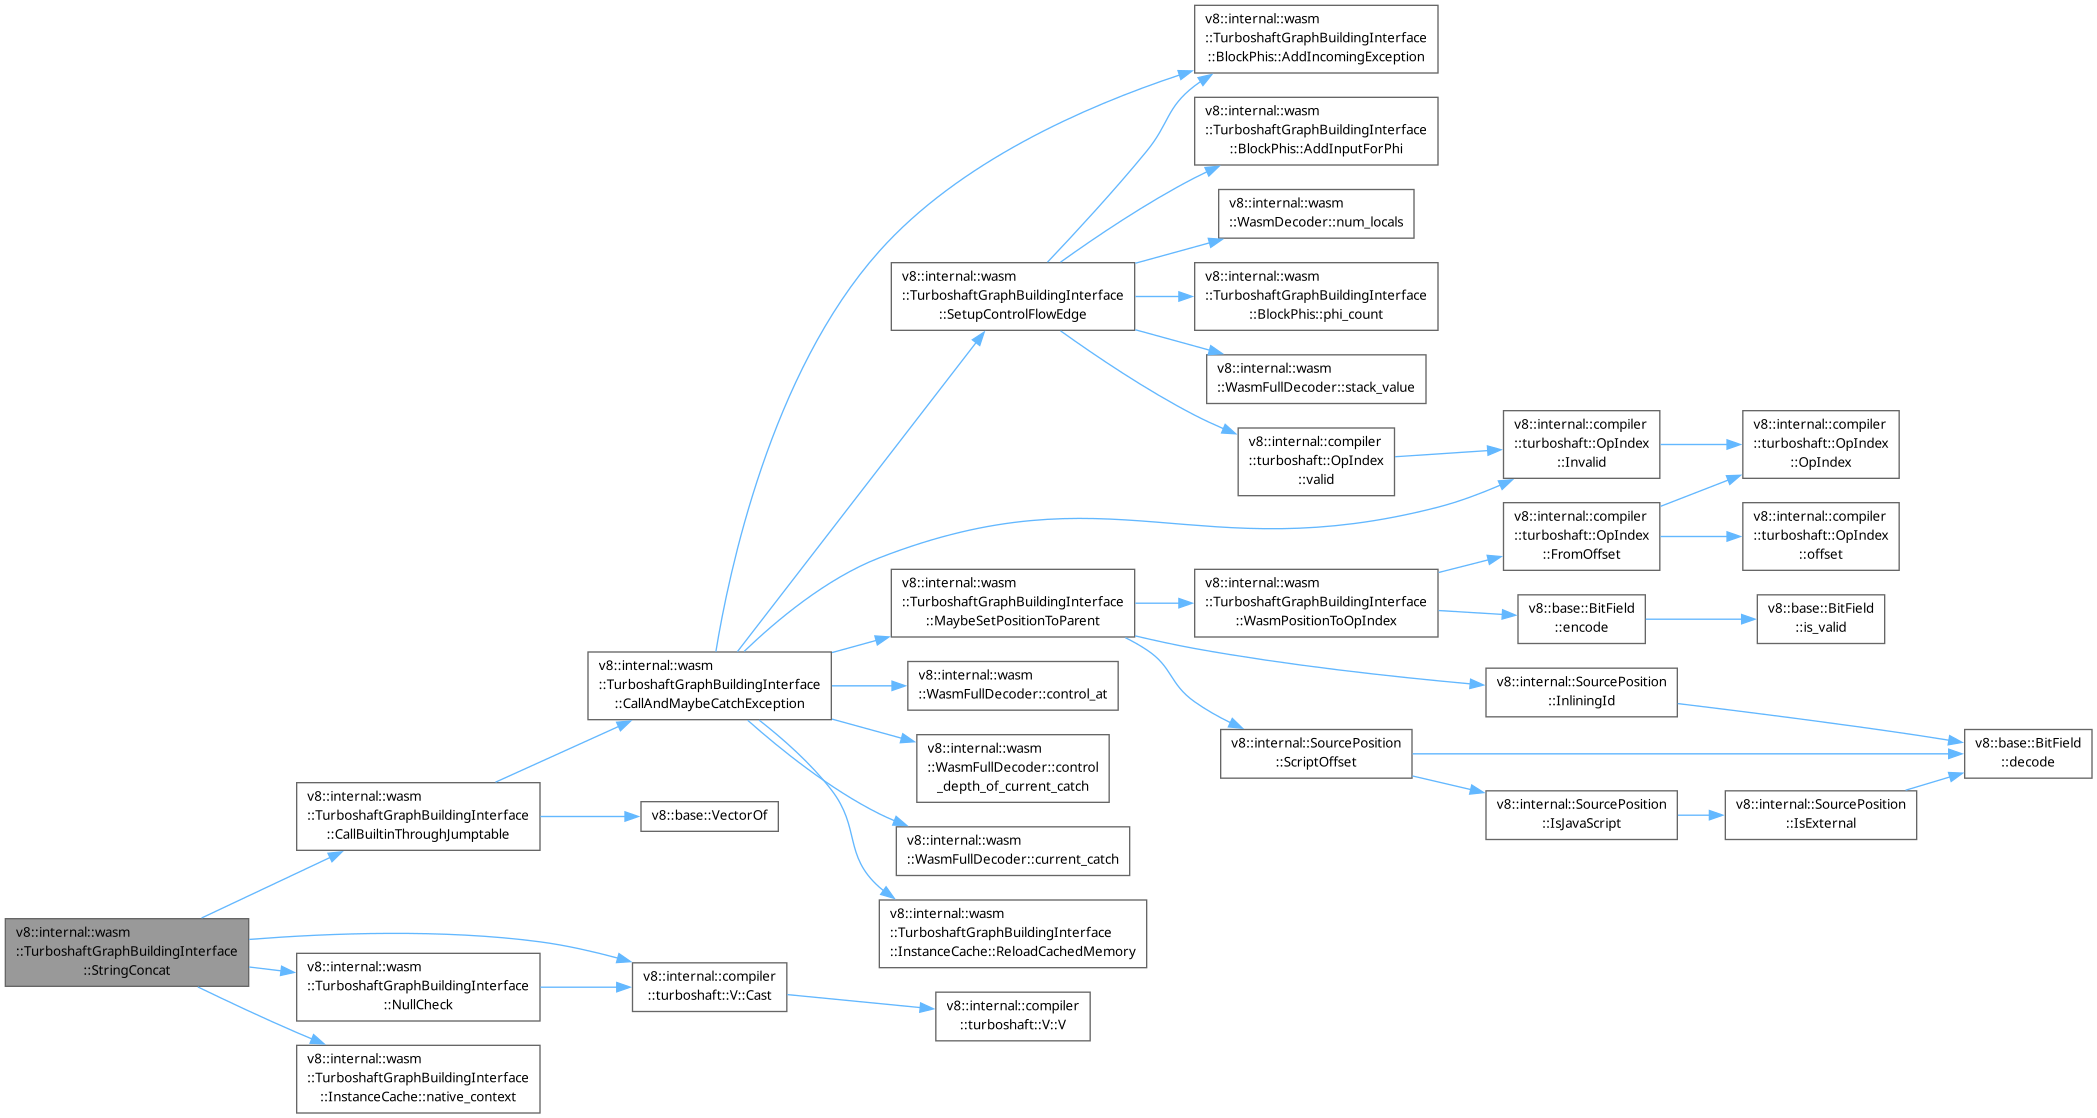 v8::internal::wasm
::TurboshaftGraphBuildingInterface
::BlockPhis::AddIncomingException
v8::internal::wasm
::TurboshaftGraphBuildingInterface
::BlockPhis::AddInputForPhi
v8::internal::wasm
::WasmDecoder::num_locals
v8::internal::wasm
::TurboshaftGraphBuildingInterface
::SetupControlFlowEdge
v8::internal::wasm
::TurboshaftGraphBuildingInterface
::BlockPhis::phi_count
v8::internal::wasm
::WasmFullDecoder::stack_value
v8::internal::compiler
::turboshaft::OpIndex
::valid
v8::internal::compiler
::turboshaft::OpIndex
::Invalid
v8::internal::compiler
::turboshaft::OpIndex
::OpIndex
v8::internal::compiler
::turboshaft::OpIndex
::FromOffset
v8::internal::compiler
::turboshaft::OpIndex
::offset
v8::internal::wasm
::TurboshaftGraphBuildingInterface
::MaybeSetPositionToParent
v8::internal::wasm
::TurboshaftGraphBuildingInterface
::WasmPositionToOpIndex
v8::base::BitField
::encode
v8::base::BitField
::is_valid
v8::internal::wasm
::TurboshaftGraphBuildingInterface
::CallAndMaybeCatchException
v8::internal::wasm
::WasmFullDecoder::control_at
v8::internal::SourcePosition
::InliningId
v8::internal::wasm
::WasmFullDecoder::control
_depth_of_current_catch
v8::internal::SourcePosition
::ScriptOffset
v8::base::BitField
::decode
v8::internal::wasm
::TurboshaftGraphBuildingInterface
::CallBuiltinThroughJumptable
v8::base::VectorOf
v8::internal::SourcePosition
::IsJavaScript
v8::internal::SourcePosition
::IsExternal
v8::internal::wasm
::WasmFullDecoder::current_catch
v8::internal::wasm
::TurboshaftGraphBuildingInterface
::InstanceCache::ReloadCachedMemory
v8::internal::wasm
::TurboshaftGraphBuildingInterface
::StringConcat
v8::internal::wasm
::TurboshaftGraphBuildingInterface
::NullCheck
v8::internal::compiler
::turboshaft::V::Cast
v8::internal::compiler
::turboshaft::V::V
v8::internal::wasm
::TurboshaftGraphBuildingInterface
::InstanceCache::native_context